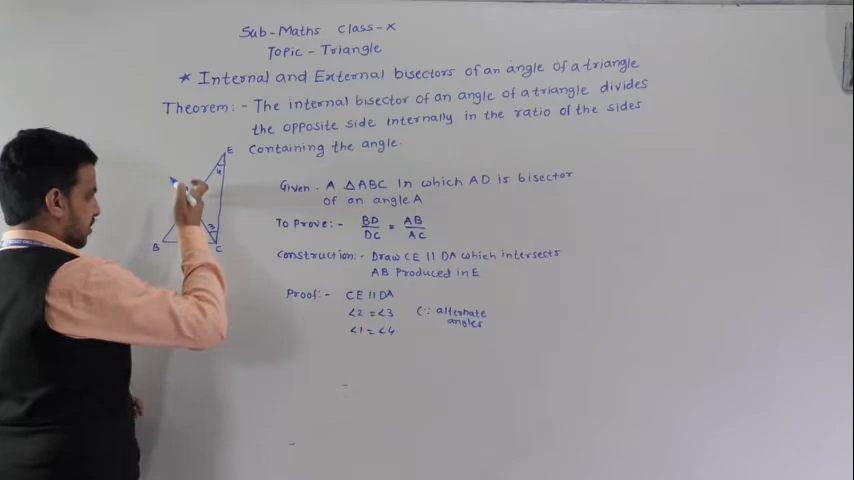 Sub-Maths Class-X
Topic - Triangle
* Internal and External bisectors of an angle of a triangle
Theorem:- The internal bisector of an angle of a triangle divides
the opposite side internally in the ratio of the sides
containing the angle.
E
4
3
B
C
Given. A △ABC In which AD is bisector
of an angle A
To Prove:- BD/DC = AB/AC
Construction:- Draw CE || DA which intersects
AB Produced in E
Proof:- CE || DA
∠2 = ∠3 (∵ alternate
angles
∠1 = ∠4